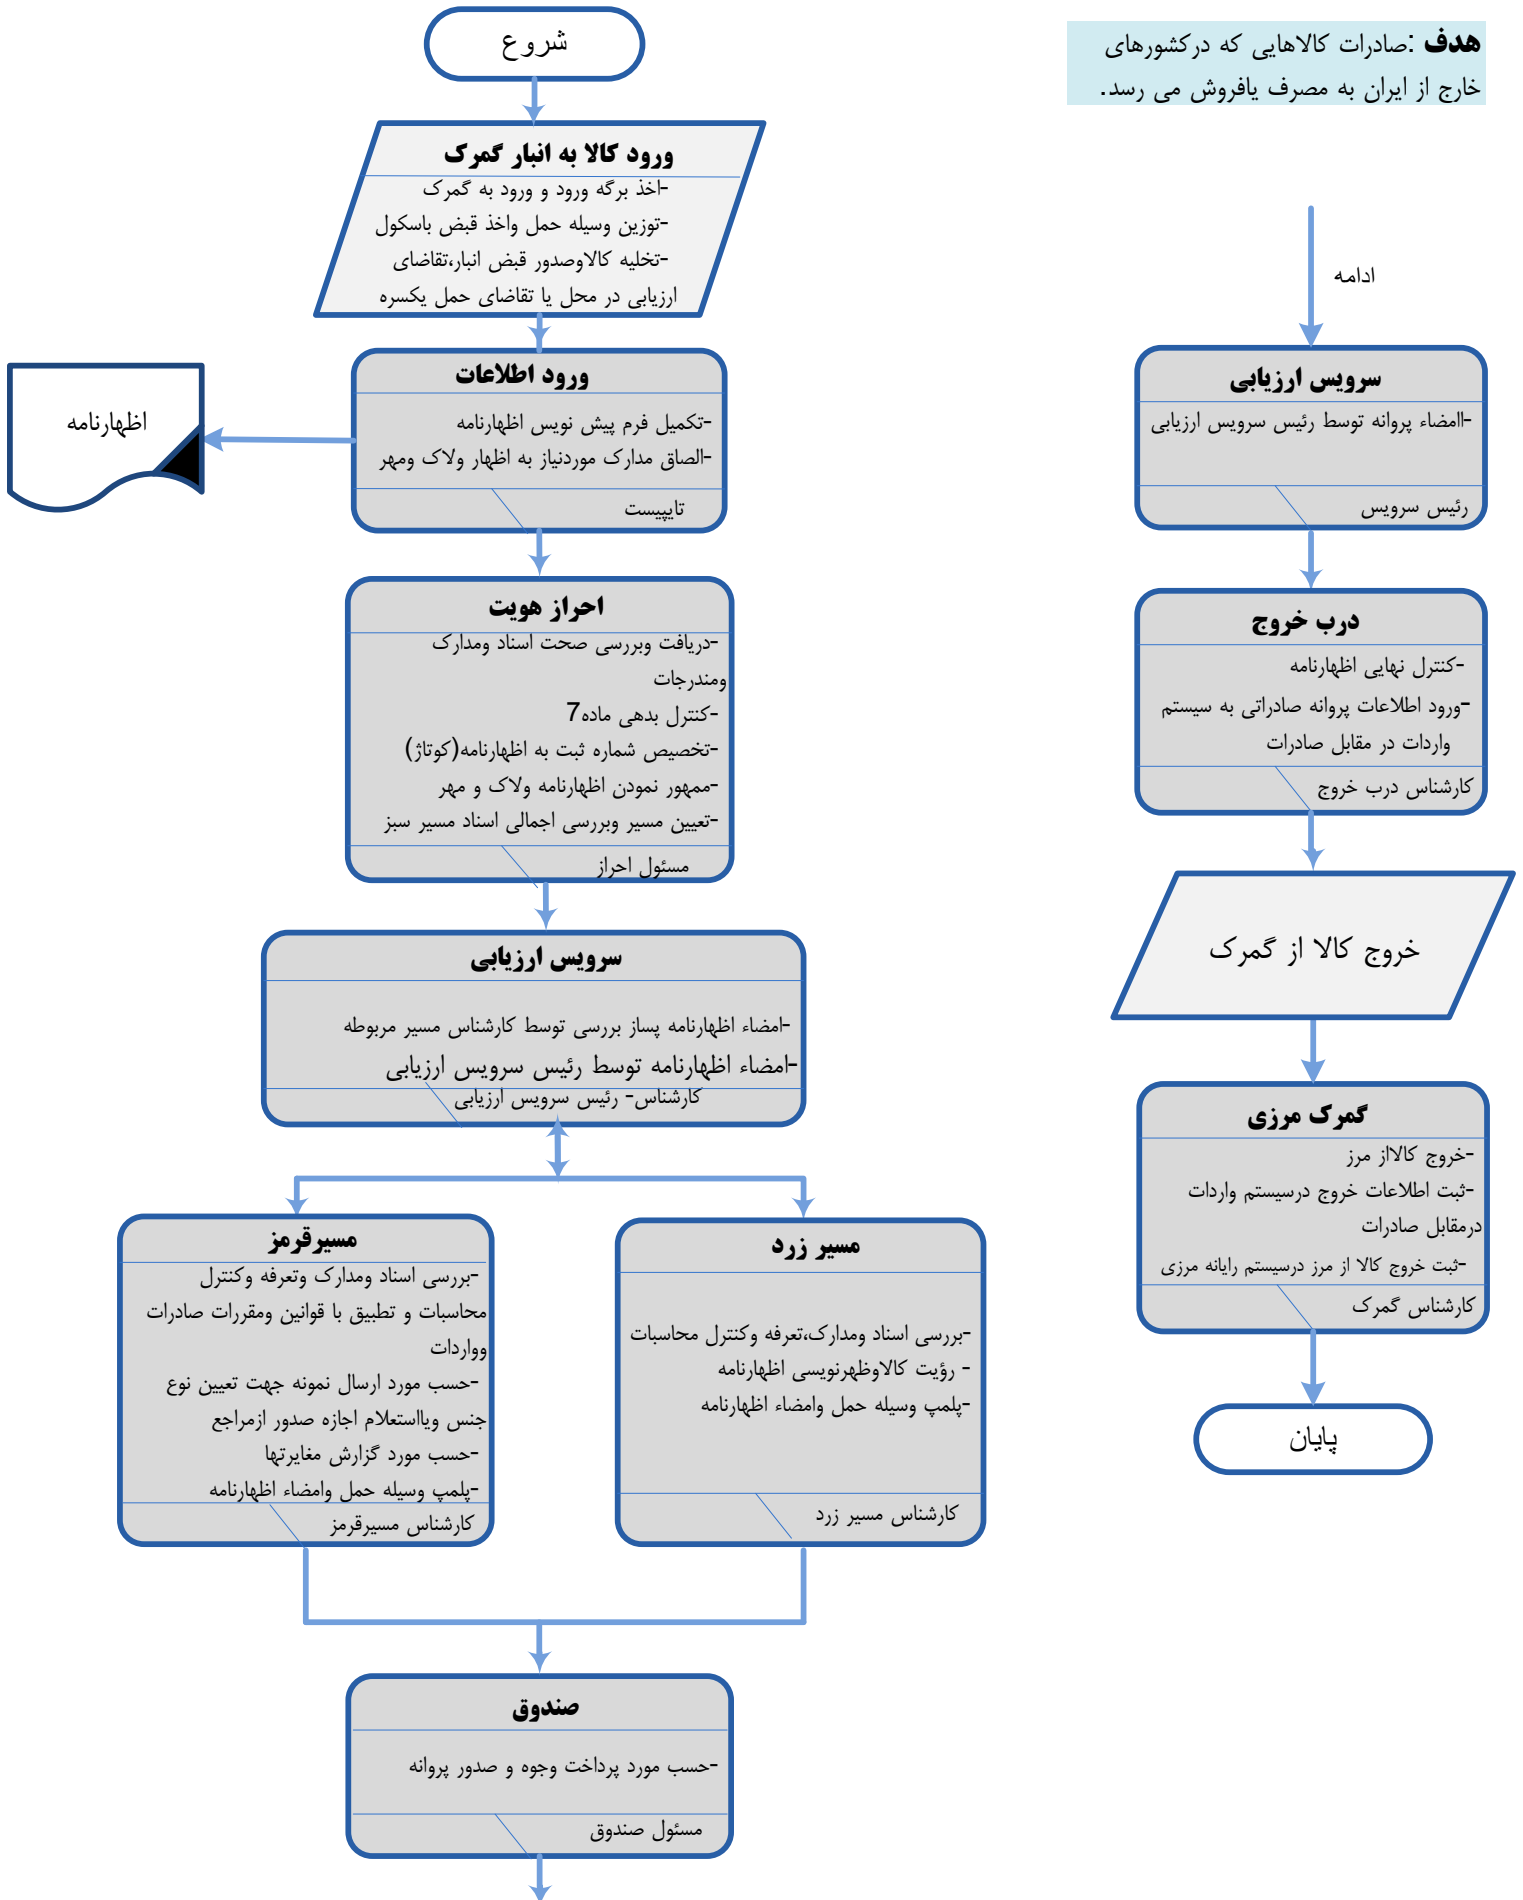 هدف :صادرات کالاهایی که درکشورهای
خارج از ایران به مصرف یافروش می رسد.
شروع
ورود کالا به انبار گمرک
-اخذ برگه ورود و ورود به گمرک
-توزین وسیله حمل واخذ قبض باسکول
-تخلیه کالاوصدور قبض انبار،تقاضای
ارزیابی در محل یا تقاضای حمل یکسره
ورود اطلاعات
-تکمیل فرم پیش نویس اظهارنامه
-الصاق مدارک موردنیاز به اظهار ولاک ومهر
تایپیست
اظهارنامه
احراز هویت
-دریافت وبررسی صحت اسناد ومدارک
ومندرجات
-کنترل بدهی ماده7
-تخصیص شماره ثبت به اظهارنامه(کوتاژ)
-ممهور نمودن اظهارنامه ولاک و مهر
-تعیین مسیر وبررسی اجمالی اسناد مسیر سبز
مسئول احراز
سرویس ارزیابی
-امضاء اظهارنامه پساز بررسی توسط کارشناس مسیر مربوطه
-امضاء اظهارنامه توسط رئیس سرویس ارزیابی
کارشناس- رئیس سرویس ارزیابی
مسیر زرد
-بررسی اسناد ومدارک،تعرفه وکنترل محاسبات
- رؤیت کالاوظهرنویسی اظهارنامه
-پلمپ وسیله حمل وامضاء اظهارنامه
کارشناس مسیر زرد
مسیرقرمز
-بررسی اسناد ومدارک وتعرفه وکنترل
محاسبات و تطبیق با قوانین ومقررات صادرات
وواردات
-حسب مورد ارسال نمونه جهت تعیین نوع
جنس ویااستعلام اجازه صدور ازمراجع
-حسب مورد گزارش مغایرتها
-پلمپ وسیله حمل وامضاء اظهارنامه
کارشناس مسیرقرمز
صندوق
-حسب مورد پرداخت وجوه و صدور پروانه
مسئول صندوق
ادامه
سرویس ارزیابی
-اامضاء پروانه توسط رئیس سرویس ارزیابی
رئیس سرویس
درب خروج
-کنترل نهایی اظهارنامه
-ورود اطلاعات پروانه صادراتی به سیستم
واردات در مقابل صادرات
کارشناس درب خروج
خروج کالا از گمرک
گمرک مرزی
-خروج کالااز مرز
-ثبت اطلاعات خروج درسیستم واردات
درمقابل صادرات
-ثبت خروج کالا از مرز درسیستم رایانه مرزی
کارشناس گمرک
پایان